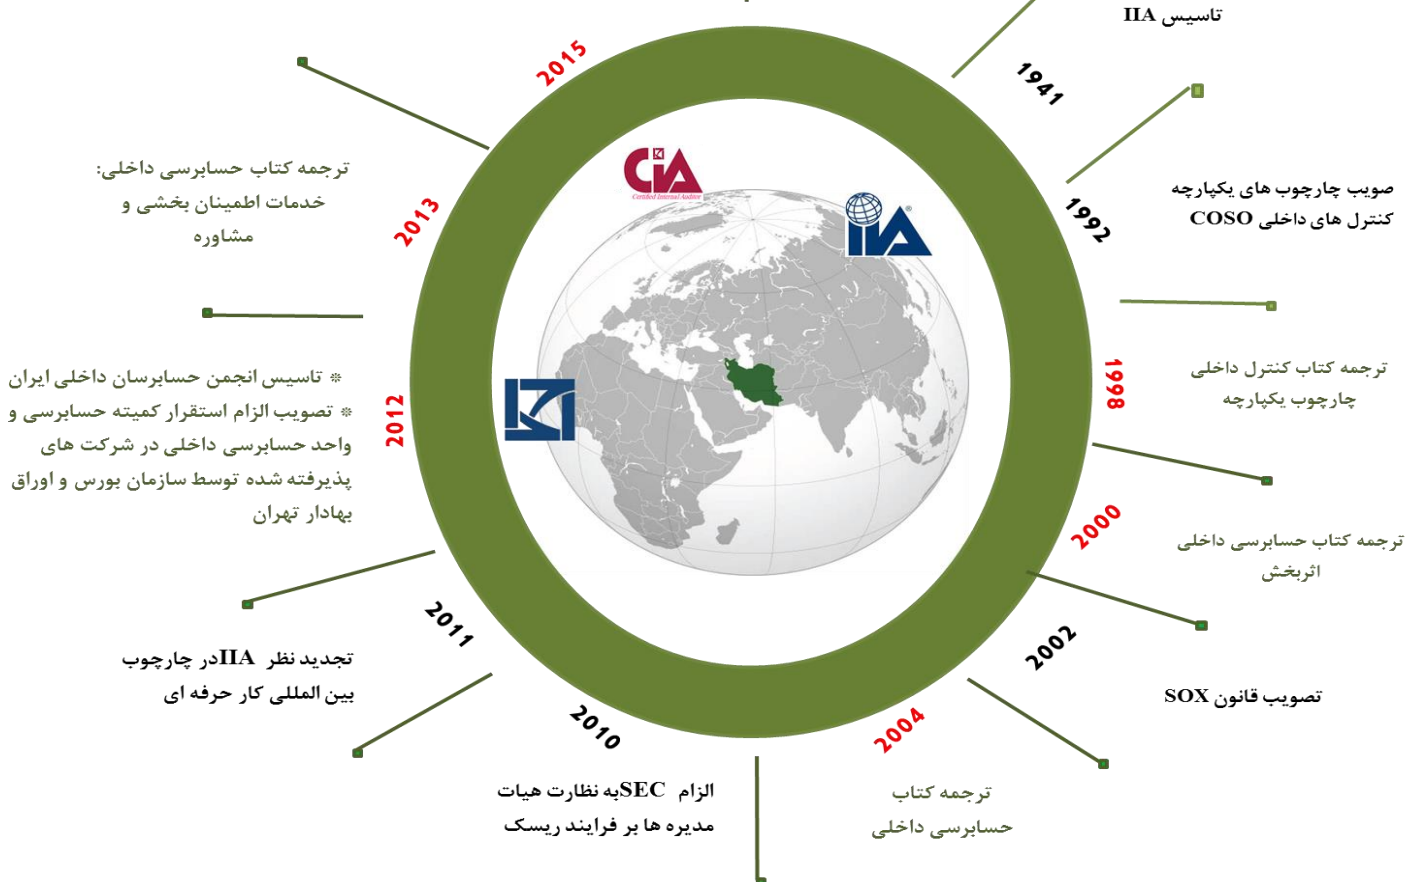 تاسیس IIA
1941
1992
صویب چارچوب های یکپارچه
کنترل های داخلی COSO
1998
ترجمه کتاب کنترل داخلی
چارچوب یکپارچه
2000
ترجمه کتاب حسابرسی داخلی
اثربخش
2002
تصویب قانون SOX
2004
ترجمه کتاب
حسابرسی داخلی
2010
الزام SECبه نظارت هیات
مدیره ها بر فرایند ریسک
2011
تجدید نظر IIAدر چارچوب
بین المللی کار حرفه ای
2012
* تاسیس انجمن حسابرسان داخلی ایران
* تصویب الزام استقرار کمیته حسابرسی و
واحد حسابرسی داخلی در شرکت های
پذیرفته شده توسط سازمان بورس و اوراق
بهادار تهران
2013
ترجمه کتاب حسابرسی داخلی:
خدمات اطمینان بخشی و
مشاوره
2015
CIA
Certified Internal Auditor
IIA
®